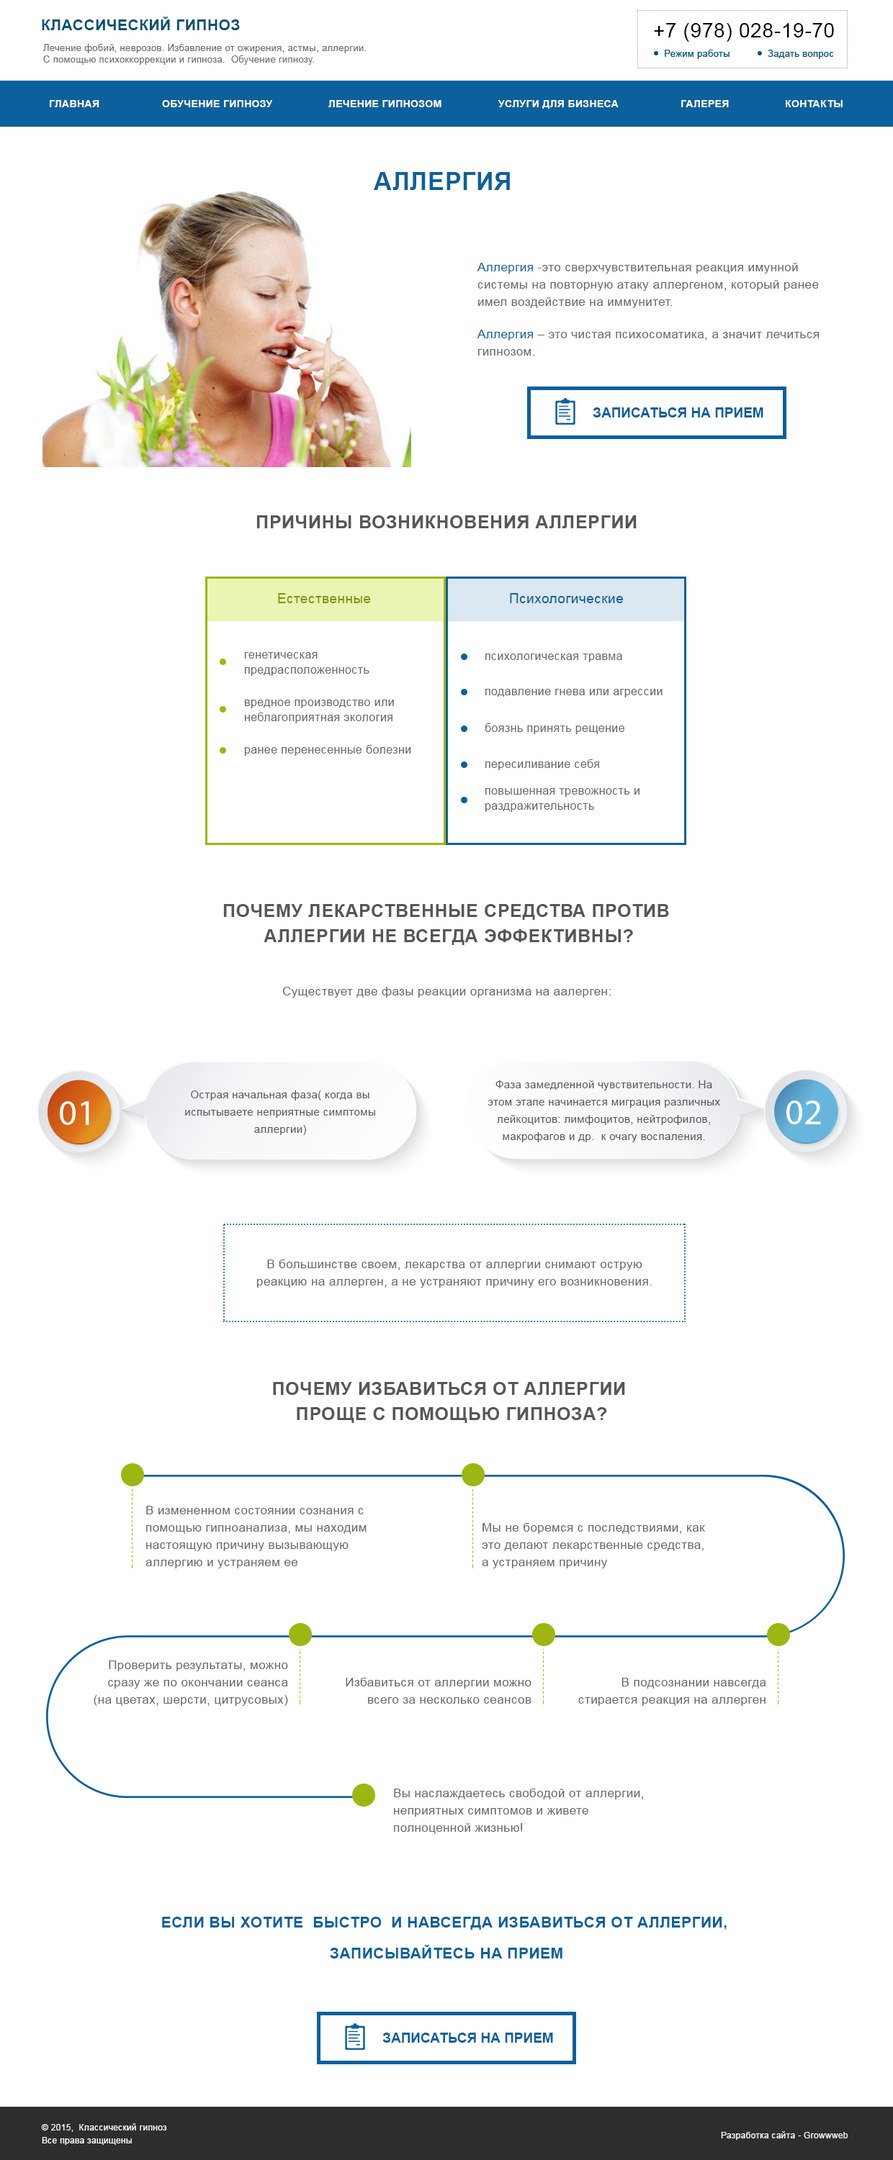 КЛАССИЧЕСКИЙ ГИПНОЗ
Лечение фобий, неврозов. Избавление от ожирения, астмы, аллергии.
С помощью психоккоррекции и гипноза. Обучение гипнозу.
+7 (978) 028-19-70
Режим работы
Задать вопрос
ГЛАВНАЯ
ОБУЧЕНИЕ ГИПНОЗУ
ЛЕЧЕНИЕ ГИПНОЗОМ
УСЛУГИ ДЛЯ БИЗНЕСА
ГАЛЕРЕЯ
КОНТАКТЫ
АЛЛЕРГИЯ
Аллергия -это сверхчувствительная реакция имунной
системы на повторную атаку аллергеном, который ранее
имел воздействие на иммунитет.
Аллергия – это чистая психосоматика, а значит лечиться
гипнозом.
ЗАПИСАТЬСЯ НА ПРИЕМ
ПРИЧИНЫ ВОЗНИКНОВЕНИЯ АЛЛЕРГИИ
Естественные
генетическая
предрасположенность
вредное производство или
неблагоприятная экология
ранее перенесенные болезни
Психологические
психологическая травма
подавление гнева или агрессии
боязнь принять рещение
пересиливание себя
повышенная тревожность и
раздражительность
ПОЧЕМУ ЛЕКАРСТВЕННЫЕ СРЕДСТВА ПРОТИВ
АЛЛЕРГИИ НЕ ВСЕГДА ЭФФЕКТИВНЫ?
Существует две фазы реакции организма на аалерген:
01
Острая начальная фаза( когда вы
испытываете неприятные симптомы
аллергии)
Фаза замедленной чувствительности. На
этом этапе начинается миграция различных
лейкоцитов: лимфоцитов, нейтрофилов,
макрофагов и др. к очагу воспаления.
02
В большинстве своем, лекарства от аллергии снимают острую
реакцию на аллерген, а не устраняют причину его возникновения.
ПОЧЕМУ ИЗБАВИТЬСЯ ОТ АЛЛЕРГИИ
ПРОЩЕ С ПОМОЩЬЮ ГИПНОЗА?
В измененном состоянии сознания с
помощью гипноанализа, мы находим
настоящую причину вызывающую
аллергию и устраняем ее
Мы не боремся с последствиями, как
это делают лекарственные средства,
а устраняем причину
Проверить результаты, можно
сразу же по окончании сеанса
(на цветах, шерсти, цитрусовых)
Избавиться от аллергии можно
всего за несколько сеансов
В подсознании навсегда
стирается реакция на аллерген
Вы наслаждаетесь свободой от аллергии,
неприятных симптомов и живете
полноценной жизнью!
ЕСЛИ ВЫ ХОТИТЕ БЫСТРО И НАВСЕГДА ИЗБАВИТЬСЯ ОТ АЛЛЕРГИИ,
ЗАПИСЫВАЙТЕСЬ НА ПРИЕМ
ЗАПИСАТЬСЯ НА ПРИЕМ
© 2015, Классический гипноз
Все права защищены
Разработка сайта - Growwweb